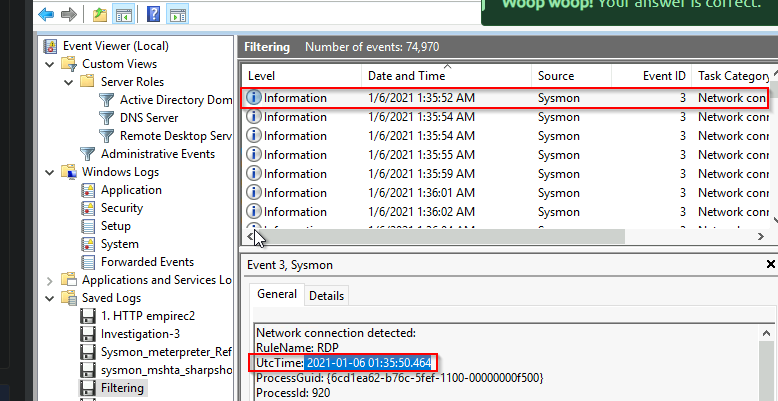 Woop woop! Your answer is correct.
Event Viewer (Local)
Custom Views
Server Roles
Active Directory Dom
DNS Server
Remote Desktop Serv
Administrative Events
Windows Logs
Application
Security
Setup
System
Forwarded Events
Applications and Services Lo
Saved Logs
1. HTTP empirec2
Investigation-3
Sysmon_meterpreter_Ref
sysmon_mshta_sharpsho
Filtering
Filtering Number of events: 74,970
Level Date and Time Source Event ID Task Category
Information 1/6/2021 1:35:52 AM Sysmon 3 Network con
Information 1/6/2021 1:35:54 AM Sysmon 3 Network conn
Information 1/6/2021 1:35:54 AM Sysmon 3 Network conn
Information 1/6/2021 1:35:55 AM Sysmon 3 Network conn
Information 1/6/2021 1:35:59 AM Sysmon 3 Network conn
Information 1/6/2021 1:36:01 AM Sysmon 3 Network conn
Information 1/6/2021 1:36:02 AM Sysmon 3 Network conn
Event 3, Sysmon
General Details
Network connection detected:
RuleName: RDP
UtcTime: 2021-01-06 01:35:50.464
ProcessGuid: {6cd1ea62-b76c-5fef-1100-00000000f500}
ProcessId: 920